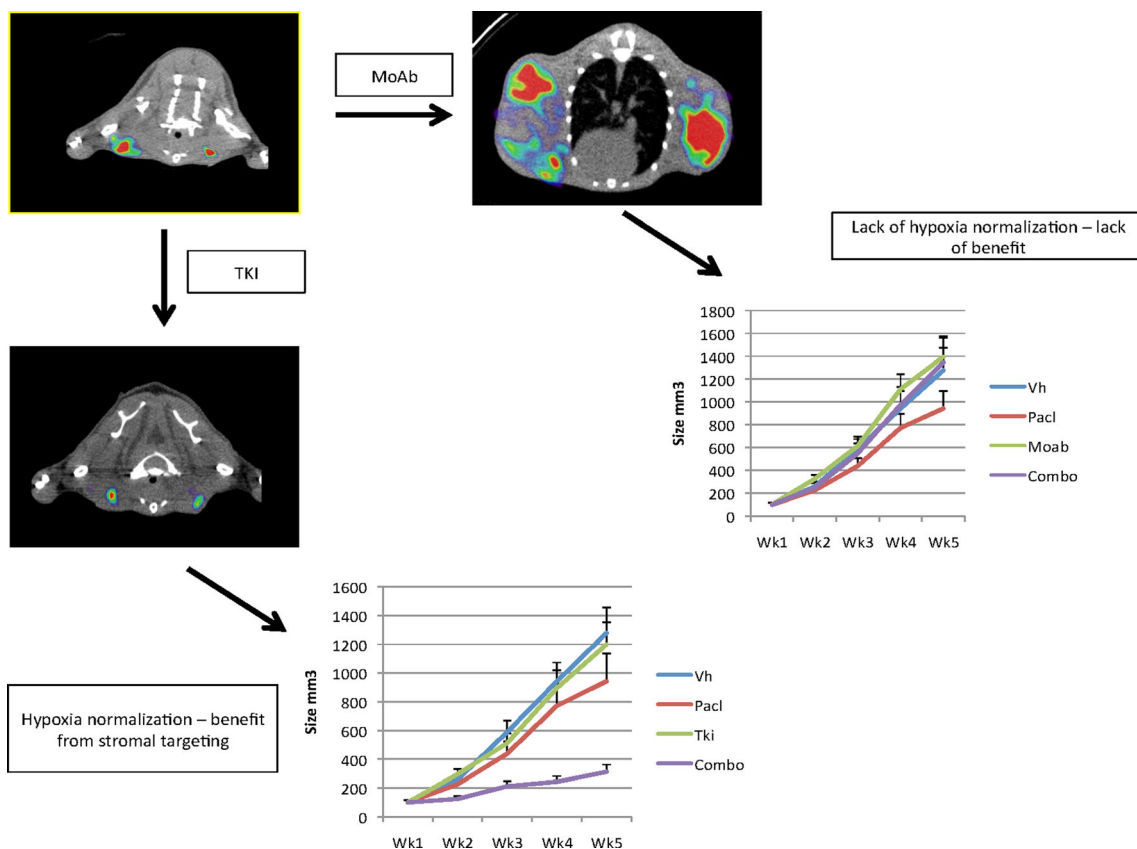 MoAb
Lack of hypoxia normalization – lack
of benefit
TKI
1800
1600
1400
1200
1000
800
600
400
200
0
Size mm3
Wk1 Wk2 Wk3 Wk4 Wk5
Vh
Pacl
Moab
Combo
Hypoxia normalization – benefit
from stromal targeting
1600
1400
1200
1000
800
600
400
200
0
Size mm3
Wk1 Wk2 Wk3 Wk4 Wk5
Vh
Pacl
Tki
Combo